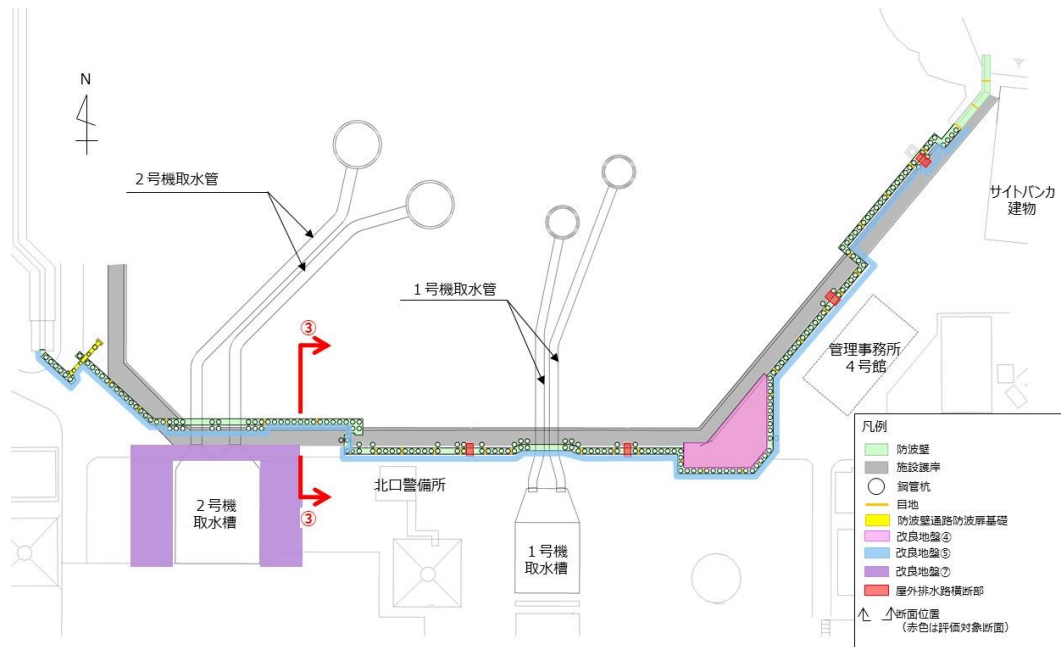 N
2号機取水管
1号機取水管
サイトバンカ
建物
③
管理事務所
4号館
北口警備所
③
2号機
取水槽
1号機
取水槽
凡例
防波壁
施設護岸
鋼管杭
目地
防波壁通路防波扉基礎
改良地盤④
改良地盤⑤
改良地盤⑦
屋外排水路横断部
断面位置
（赤色は評価対象断面）